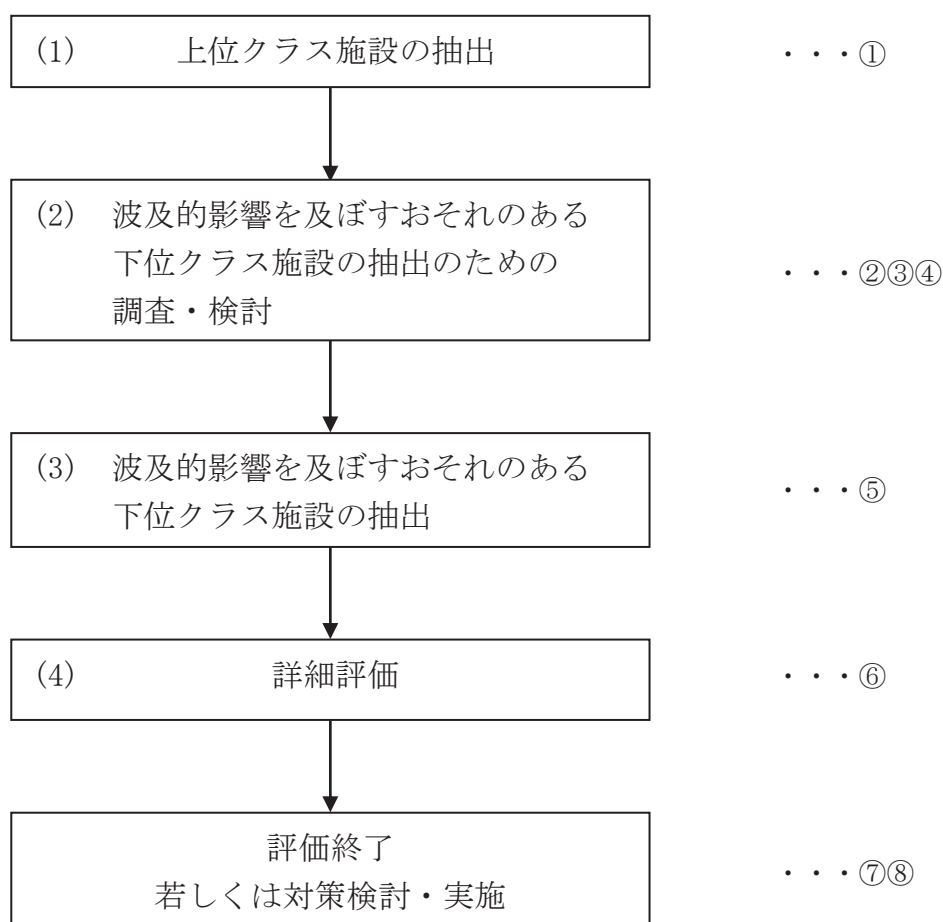 (1) 上位クラス施設の抽出 ・・・①
(2) 波及的影響を及ぼすおそれのある
下位クラス施設の抽出のための
調査・検討
・・・②③④
(3) 波及的影響を及ぼすおそれのある
下位クラス施設の抽出
・・・⑤
(4) 詳細評価 ・・・⑥
評価終了
若しくは対策検討・実施
・・・⑦⑧